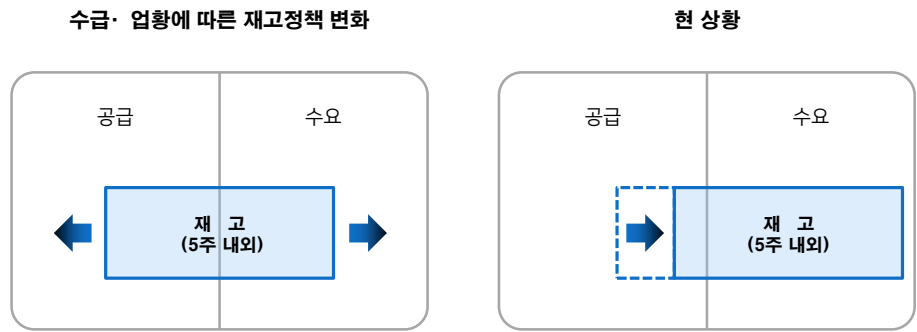 수급· 업황에 따른 재고정책 변화
현 상황
공급
수요
재 고
(5주 내외)
공급
수요
재 고
(5주 내외)